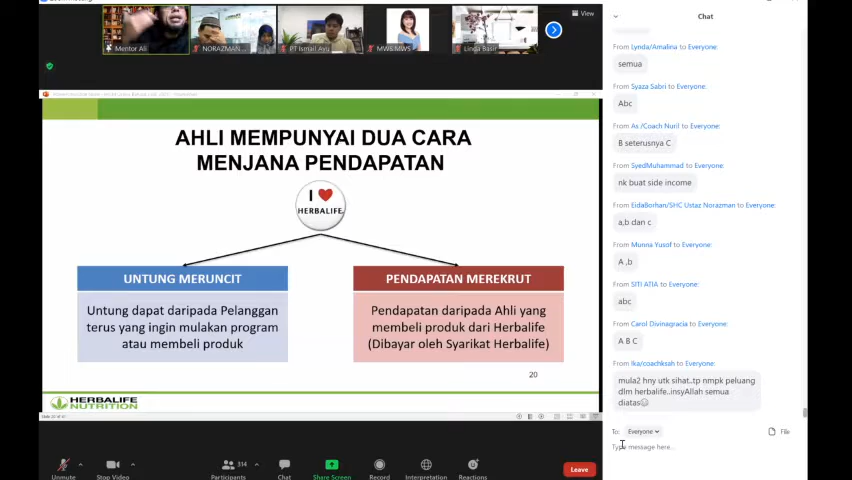 View
Mentor Ali
NORAZMAN...
PT Ismail Ayu
MWS MWS
Linda Basir
AHLI MEMPUNYAI DUA CARA
MENJANA PENDAPATAN
I
HERBALIFE
UNTUNG MERUNCIT
Untung dapat daripada Pelanggan
terus yang ingin mulakan program
atau membeli produk
PENDAPATAN MEREKRUT
Pendapatan daripada Ahli yang
membeli produk dari Herbalife
(Dibayar oleh Syarikat Herbalife)
20
HERBALIFE
NUTRITION
Unmute
Stop Video
314
Participants
Chat
Share Screen
Record
Interpretation
Reactions
Leave
Chat
From Lynda/Amalina to Everyone:
semua
From Syaza Sabri to Everyone:
Abc
From As /Coach Nuril to Everyone:
B seterusnya C
From SyedMuhammad to Everyone:
nk buat side income
From EidaBorhan/SHC Ustaz Norazman to Everyone:
a,b dan c
From Munna Yusof to Everyone:
A ,b
From SITI ATIA to Everyone:
abc
From Carol Divinagracia to Everyone:
A B C
From Ika/coachksah to Everyone:
mula2 hny utk sihat..tp nmpk peluang
dlm herbalife..insyAllah semua
diatas
To: Everyone
File
Type message here...